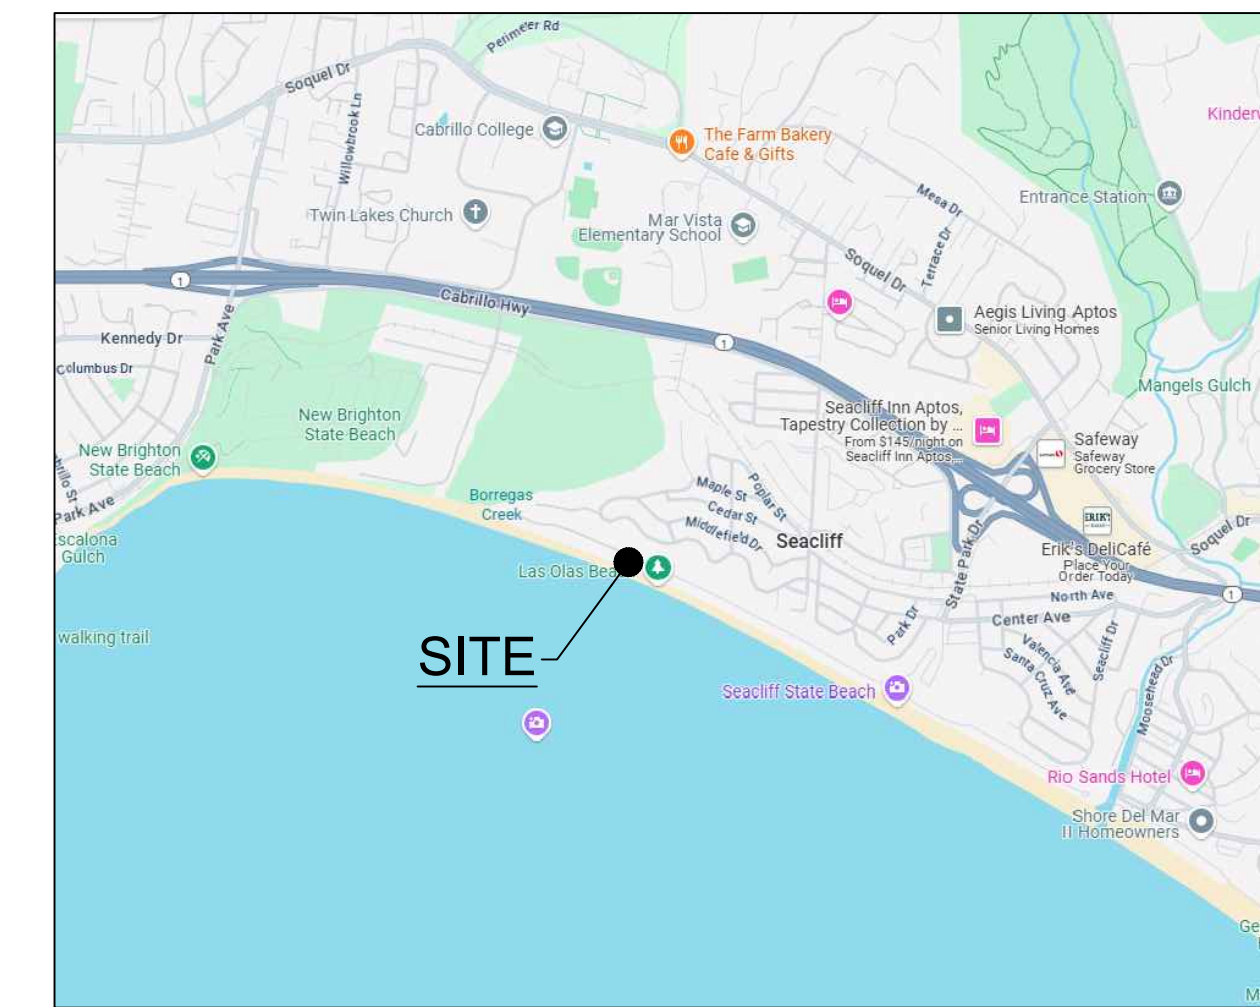 Perimeter Rd
Soquel Dr
Willowbrook Ln
Cabrillo College
The Farm Bakery
Cafe & Gifts
Kinderw
Twin Lakes Church
Mar Vista
Elementary School
Mesa Dr
Entrance Station
Soquel Dr
Terrace Dr
1
Cabrillo Hwy
Park Ave
Kennedy Dr
Columbus Dr
1
Aegis Living Aptos
Senior Living Homes
Mangels Gulch
New Brighton
State Beach
Seacliff Inn Aptos,
Tapestry Collection by ...
From $145/night on
Seacliff Inn Aptos,...
Safeway
Safeway
Grocery Store
New Brighton
State Beach
brillo St
Park Ave
Escalona
Gulch
Borregas
Creek
Maple St
Poplar St
Cedar St
Middlefield Dr
Seacliff
ERIK'S
Erik's DeliCafé
Place Your
Order Today
Soquel Dr
Las Olas Bea
State Park Dr
North Ave
1
Center Ave
Park Dr
Valencia Ave
Santa Cruz Ave
Seacliff Dr
walking trail
SITE
Seacliff State Beach
Moosehead Dr
Rio Sands Hotel
Shore Del Mar
II Homeowners
Ge
M